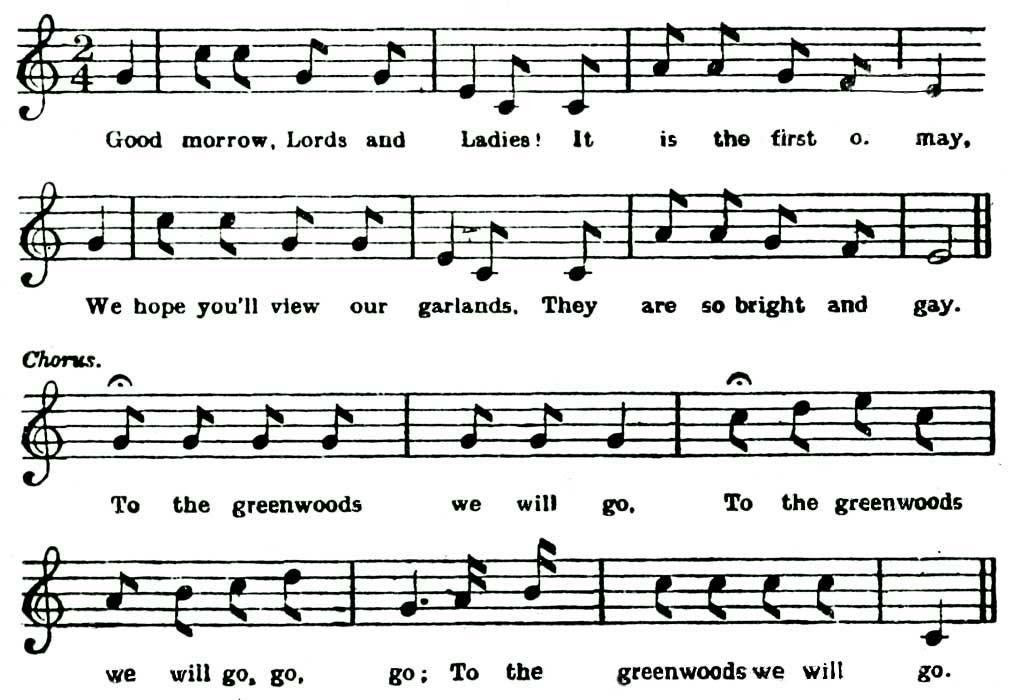 2
4
Good morrow, Lords and Ladies! It is the first o. may,
We hope you'll view our garlands. They are so bright and gay.
Chorus.
To the greenwoods we will go, To the greenwoods
we will go, go, go; To the greenwoods we will go.